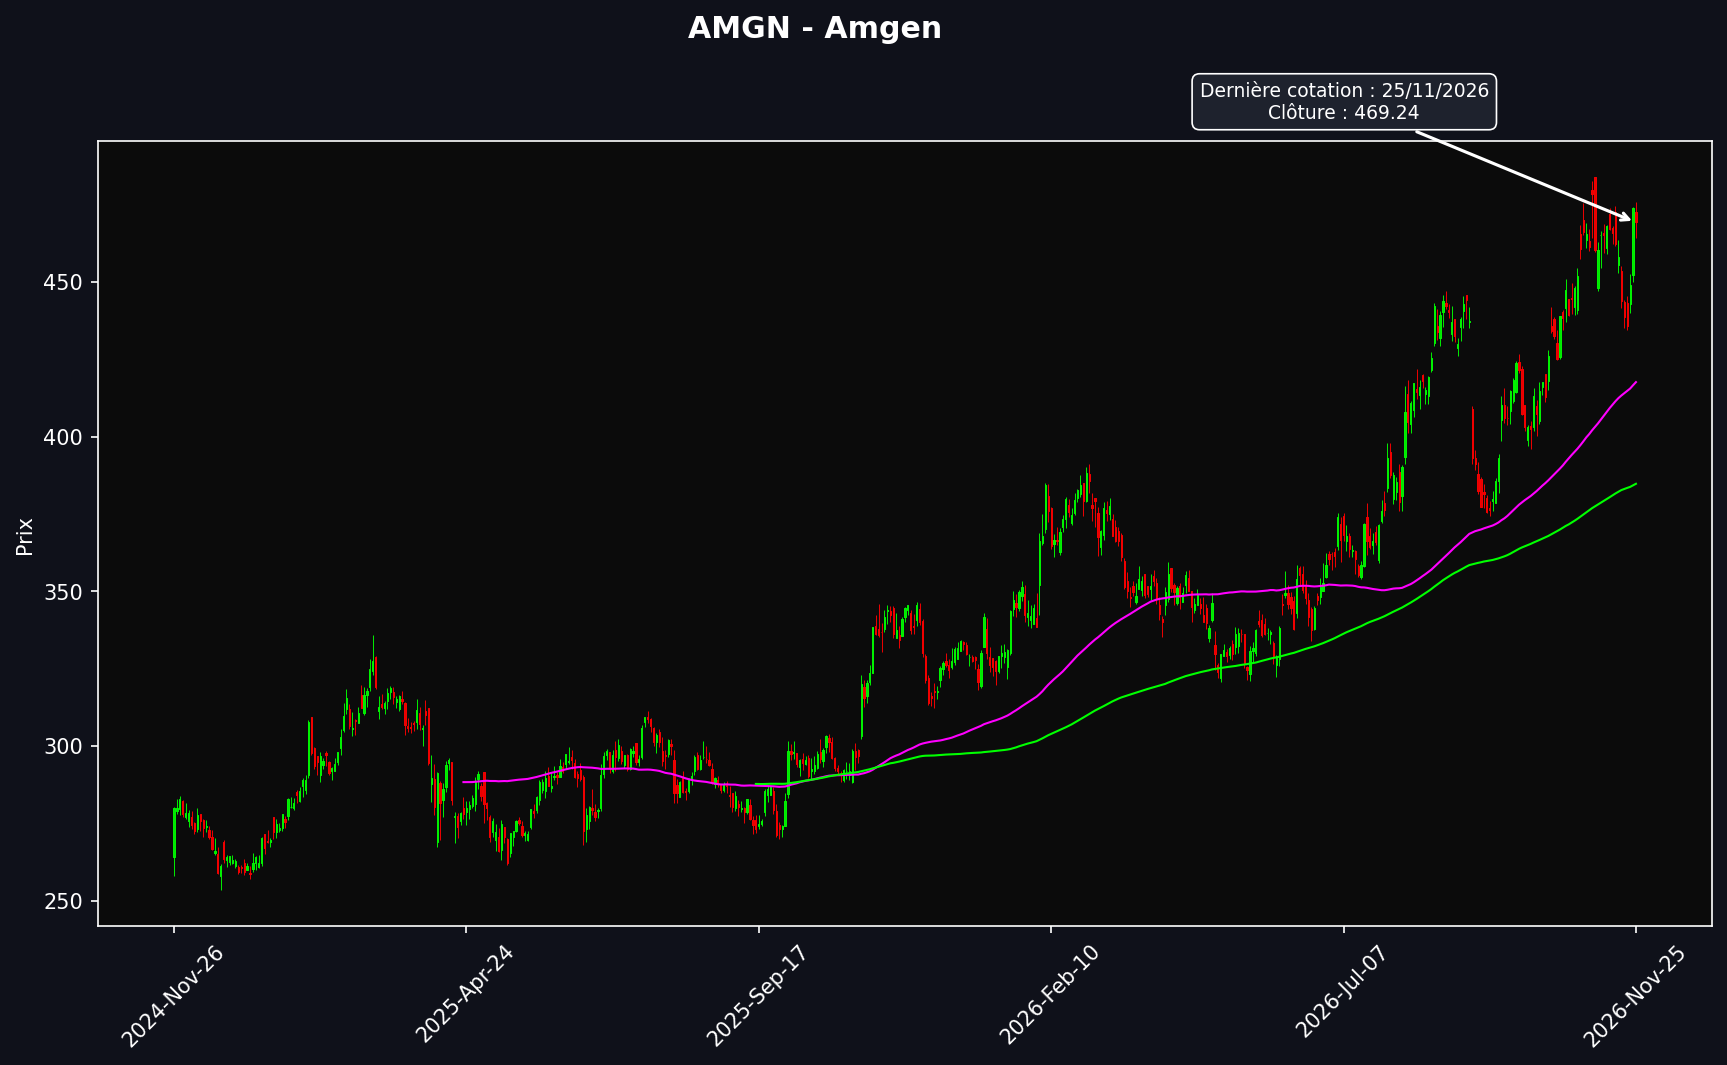 AMGN - Amgen
Dernière cotation : 25/11/2026
Clôture : 469.24
Prix
450
400
350
300
250
2024-Nov-26
2025-Apr-24
2025-Sep-17
2026-Feb-10
2026-Jul-07
2026-Nov-25